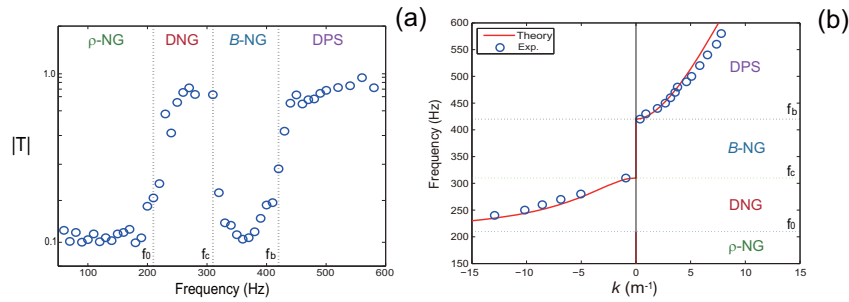 (a)
ρ-NG DNG B-NG DPS
1.0
|T|
0.1
f0 fc fb
100 200 300 400 500 600
Frequency (Hz)
(b)
600
550
500
450
400
350
300
250
200
150
Frequency (Hz)
Theory
Exp.
DPS
fb
B-NG
fc
DNG
f0
ρ-NG
−15 −10 −5 0 5 10 15
k (m⁻¹)